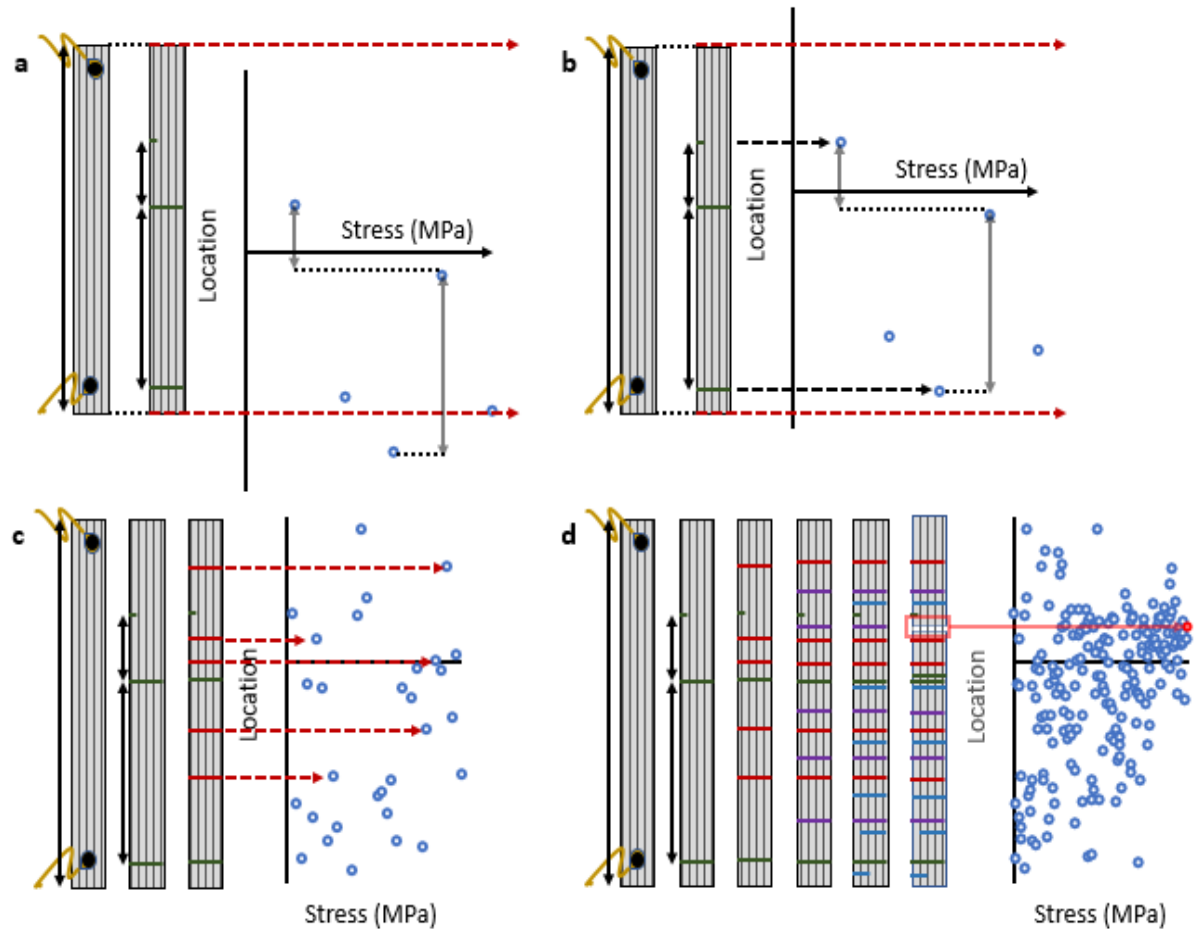 a
Stress (MPa)
Location
b
Stress (MPa)
Location
c
Location
Stress (MPa)
d
Location
Stress (MPa)